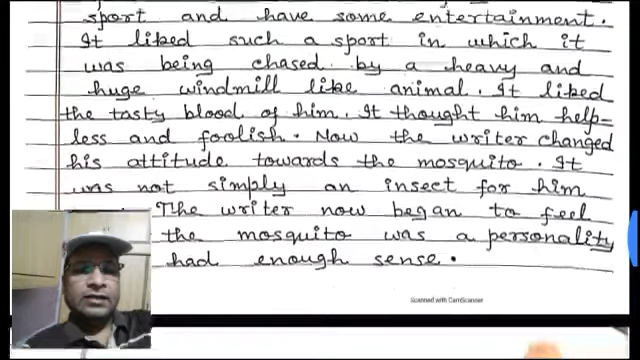 sport and have some entertainment.
It liked such a sport in which it
was being chased by a heavy and
huge windmill like animal. It liked
the tasty blood of him. It thought him help=
less and foolish. Now the writer changed
his attitude towards the mosquito. It
was not simply an insect for him
The writer now began to feel
the mosquito was a personality
had enough sense.
Scanned with CamScanner